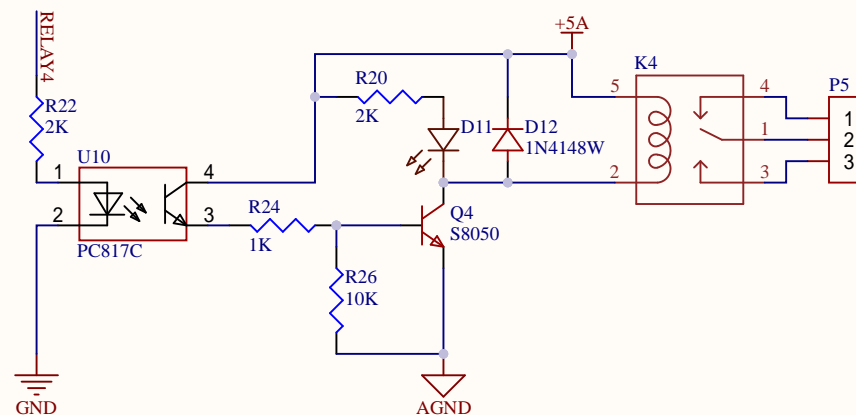 RELAY4
+5A
K4
R20
2K
R22
2K
5
4
P5
D11
D12
1N4148W
1
1
2
3
U10
1
4
2
3
2
3
R24
1K
Q4
S8050
PC817C
R26
10K
GND
AGND